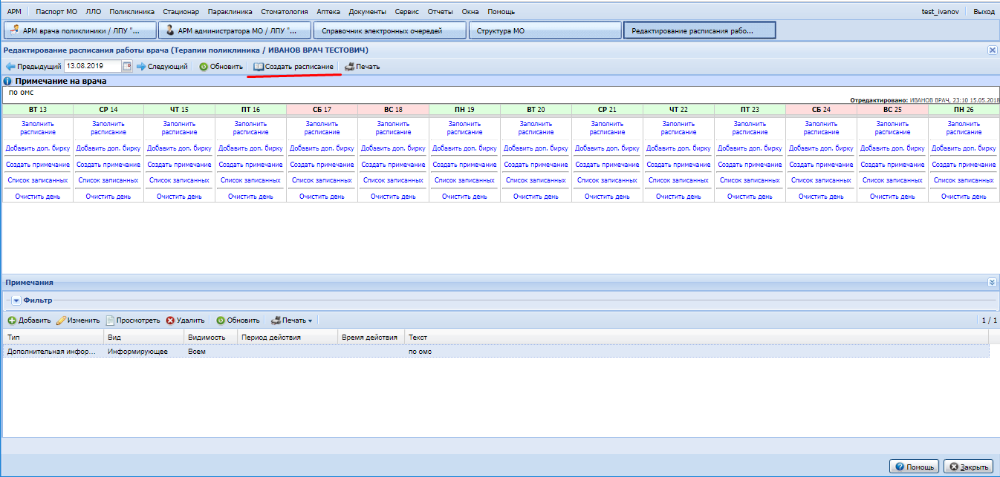 АРМ Паспорт МО ЛЛО Поликлиника Стационар Параклиника Стоматология Аптека Документы Сервис Отчеты Окна Помощь test_ivanov Выход
АРМ врача поликлиники / ЛПУ "... АРМ администратора МО / ЛПУ "... Справочник электронных очередей Структура МО Редактирование расписания рабо...
Редактирование расписания работы врача (Терапии поликлиника / ИВАНОВ ВРАЧ ТЕСТОВИЧ)
Предыдущий 13.08.2019 Следующий Обновить Создать расписание Печать
Примечание на врача
по омс
Отредактировано: ИВАНОВ ВРАЧ, 23:10 15.05.2018
ВТ 13 СР 14 ЧТ 15 ПТ 16 СБ 17 ВС 18 ПН 19 ВТ 20 СР 21 ЧТ 22 ПТ 23 СБ 24 ВС 25 ПН 26
Заполнить Заполнить Заполнить Заполнить Заполнить Заполнить Заполнить Заполнить Заполнить Заполнить Заполнить Заполнить Заполнить Заполнить
расписание расписание расписание расписание расписание расписание расписание расписание расписание расписание расписание расписание расписание расписание
Добавить доп. бирку Добавить доп. бирку Добавить доп. бирку Добавить доп. бирку Добавить доп. бирку Добавить доп. бирку Добавить доп. бирку Добавить доп. бирку Добавить доп. бирку Добавить доп. бирку Добавить доп. бирку Добавить доп. бирку Добавить доп. бирку Добавить доп. бирку
Создать примечание Создать примечание Создать примечание Создать примечание Создать примечание Создать примечание Создать примечание Создать примечание Создать примечание Создать примечание Создать примечание Создать примечание Создать примечание Создать примечание
Список записанных Список записанных Список записанных Список записанных Список записанных Список записанных Список записанных Список записанных Список записанных Список записанных Список записанных Список записанных Список записанных Список записанных
Очистить день Очистить день Очистить день Очистить день Очистить день Очистить день Очистить день Очистить день Очистить день Очистить день Очистить день Очистить день Очистить день Очистить день
Примечания
Фильтр
Добавить Изменить Просмотреть Удалить Обновить Печать 1 / 1
Тип Вид Видимость Период действия Время действия Текст
Дополнительная инфор... Информирующее Всем по омс
Помощь Закрыть